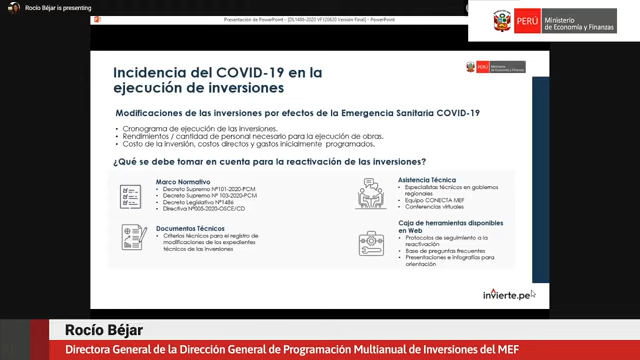 Rocío Béjar is presenting
Presentación de PowerPoint - [DL1486-2020 VF (20620 Version Final] - PowerPoint
PERÚ
Ministerio
de Economía y Finanzas
Incidencia del COVID-19 en la
ejecución de inversiones
PERÚ
Modificaciones de las inversiones por efectos de la Emergencia Sanitaria COVID-19
• Cronograma de ejecución de las inversiones.
• Rendimientos / cantidad de personal necesario para la ejecución de obras.
• Costo de la inversión, costos directos y gastos inicialmente programados.
¿Qué se debe tomar en cuenta para la reactivación de las inversiones?
Marco Normativo
• Decreto Supremo Nº101-2020-PCM
• Decreto Supremo Nº 103-2020-PCM
• Decreto Legislativo Nº1486
• Directiva Nº005-2020-OSCE/CD
Documentos Técnicos
• Criterios técnicos para el registro de
modificaciones de los expedientes
técnicos de las inversiones
Asistencia Técnica
• Especialistas técnicos en gobiernos
regionales
• Equipo CONECTA MEF
• Conferencias virtuales
Caja de herramientas disponibles
en Web
• Protocolos de seguimiento a la
reactivación
• Base de preguntas frecuentes
• Presentaciones e infografías para
orientación
invierte.pe
Rocío Béjar
Directora General de la Dirección General de Programación Multianual de Inversiones del MEF